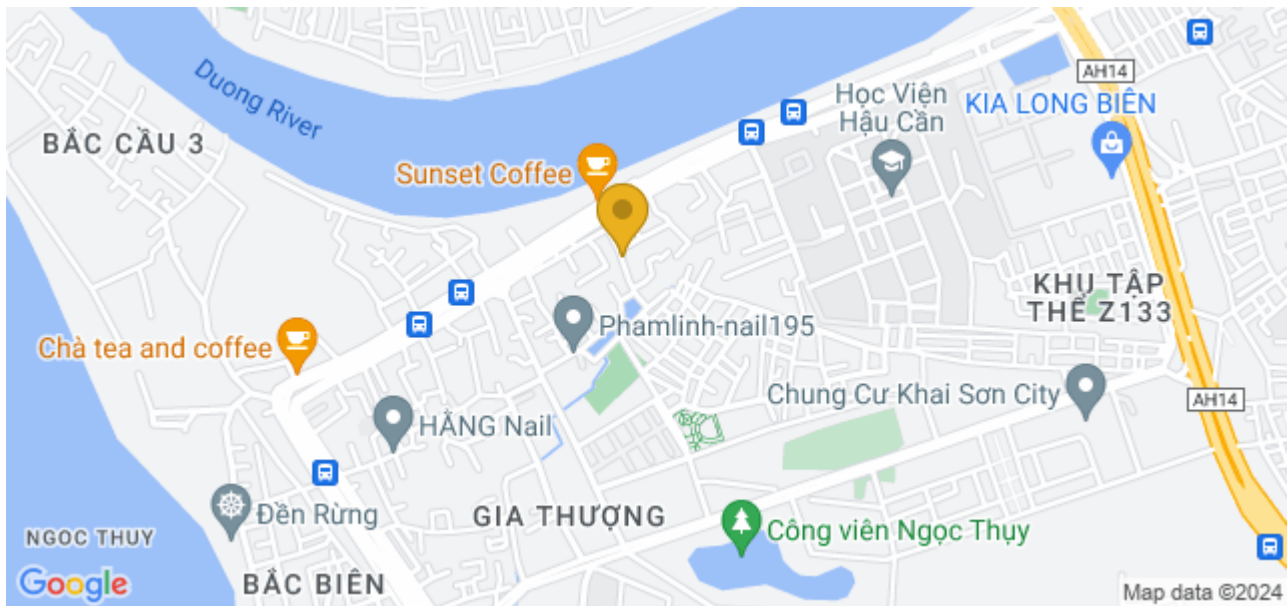 Duong River
BẮC CẦU 3
Sunset Coffee
Học Viện
Hậu Cần
AH14
KIA LONG BIÊN
KHU TẬP
THỂ Z133
Phamlinh-nail195
Chà tea and coffee
Chung Cư Khai Sơn City
AH14
HẰNG Nail
Đền Rừng
GIA THƯỢNG
Công viên Ngọc Thụy
NGOC THUY
BẮC BIÊN
Google
Map data ©2024